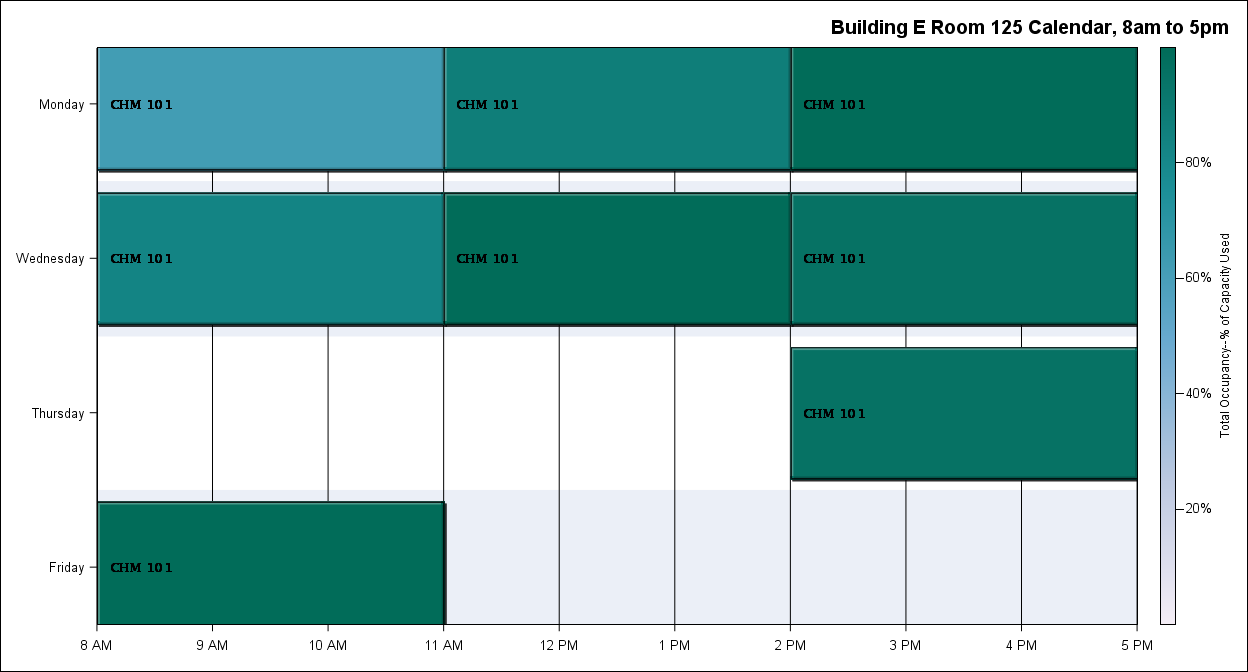 Building E Room 125 Calendar, 8am to 5pm
Monday
CHM 101
CHM 101
CHM 101
Wednesday
CHM 101
CHM 101
CHM 101
Thursday
CHM 101
Friday
CHM 101
8 AM
9 AM
10 AM
11 AM
12 PM
1 PM
2 PM
3 PM
4 PM
5 PM
80%
60%
40%
20%
Total Occupancy--% of Capacity Used